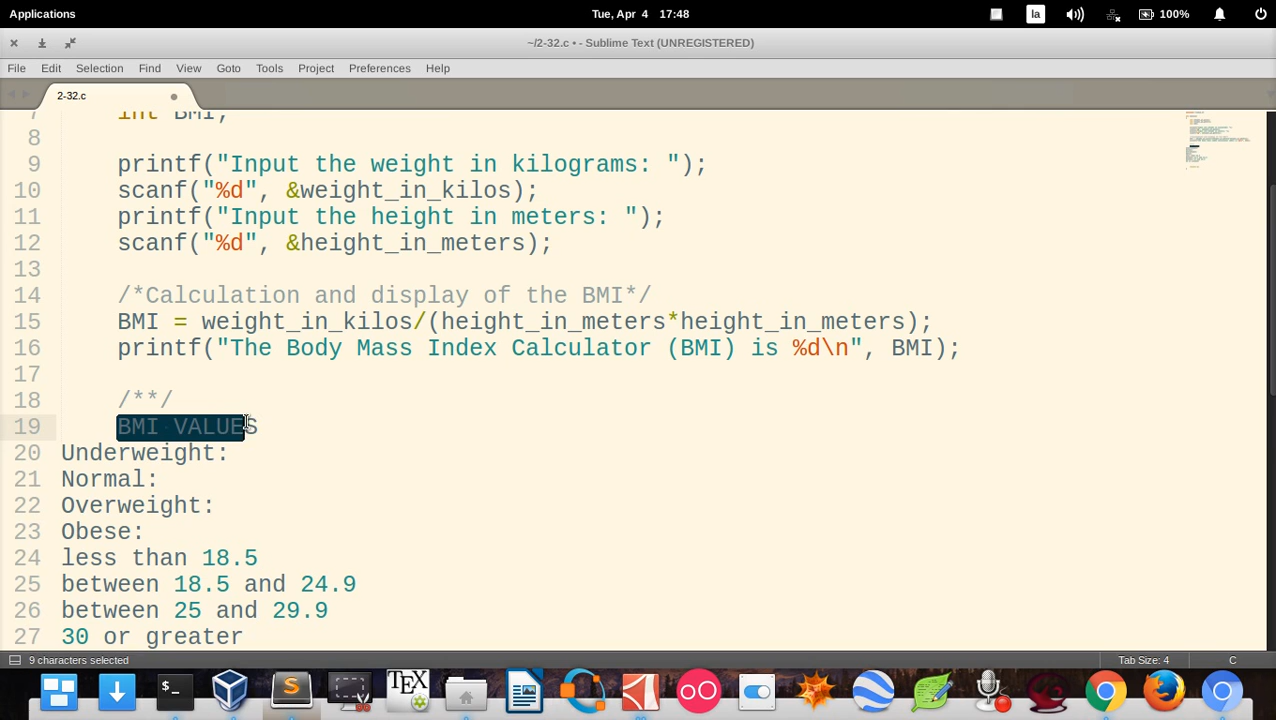 Applications
Tue, Apr 4 17:48
la
100%
~/2-32.c • - Sublime Text (UNREGISTERED)
File Edit Selection Find View Goto Tools Project Preferences Help
2-32.c
7 int BMI;
8
9 printf("Input the weight in kilograms: ");
10 scanf("%d", &weight_in_kilos);
11 printf("Input the height in meters: ");
12 scanf("%d", &height_in_meters);
13
14 /*Calculation and display of the BMI*/
15 BMI = weight_in_kilos/(height_in_meters*height_in_meters);
16 printf("The Body Mass Index Calculator (BMI) is %d\n", BMI);
17
18 /**/
19 BMI VALUES
20 Underweight:
21 Normal:
22 Overweight:
23 Obese:
24 less than 18.5
25 between 18.5 and 24.9
26 between 25 and 29.9
27 30 or greater
9 characters selected
Tab Size: 4
C
TEX